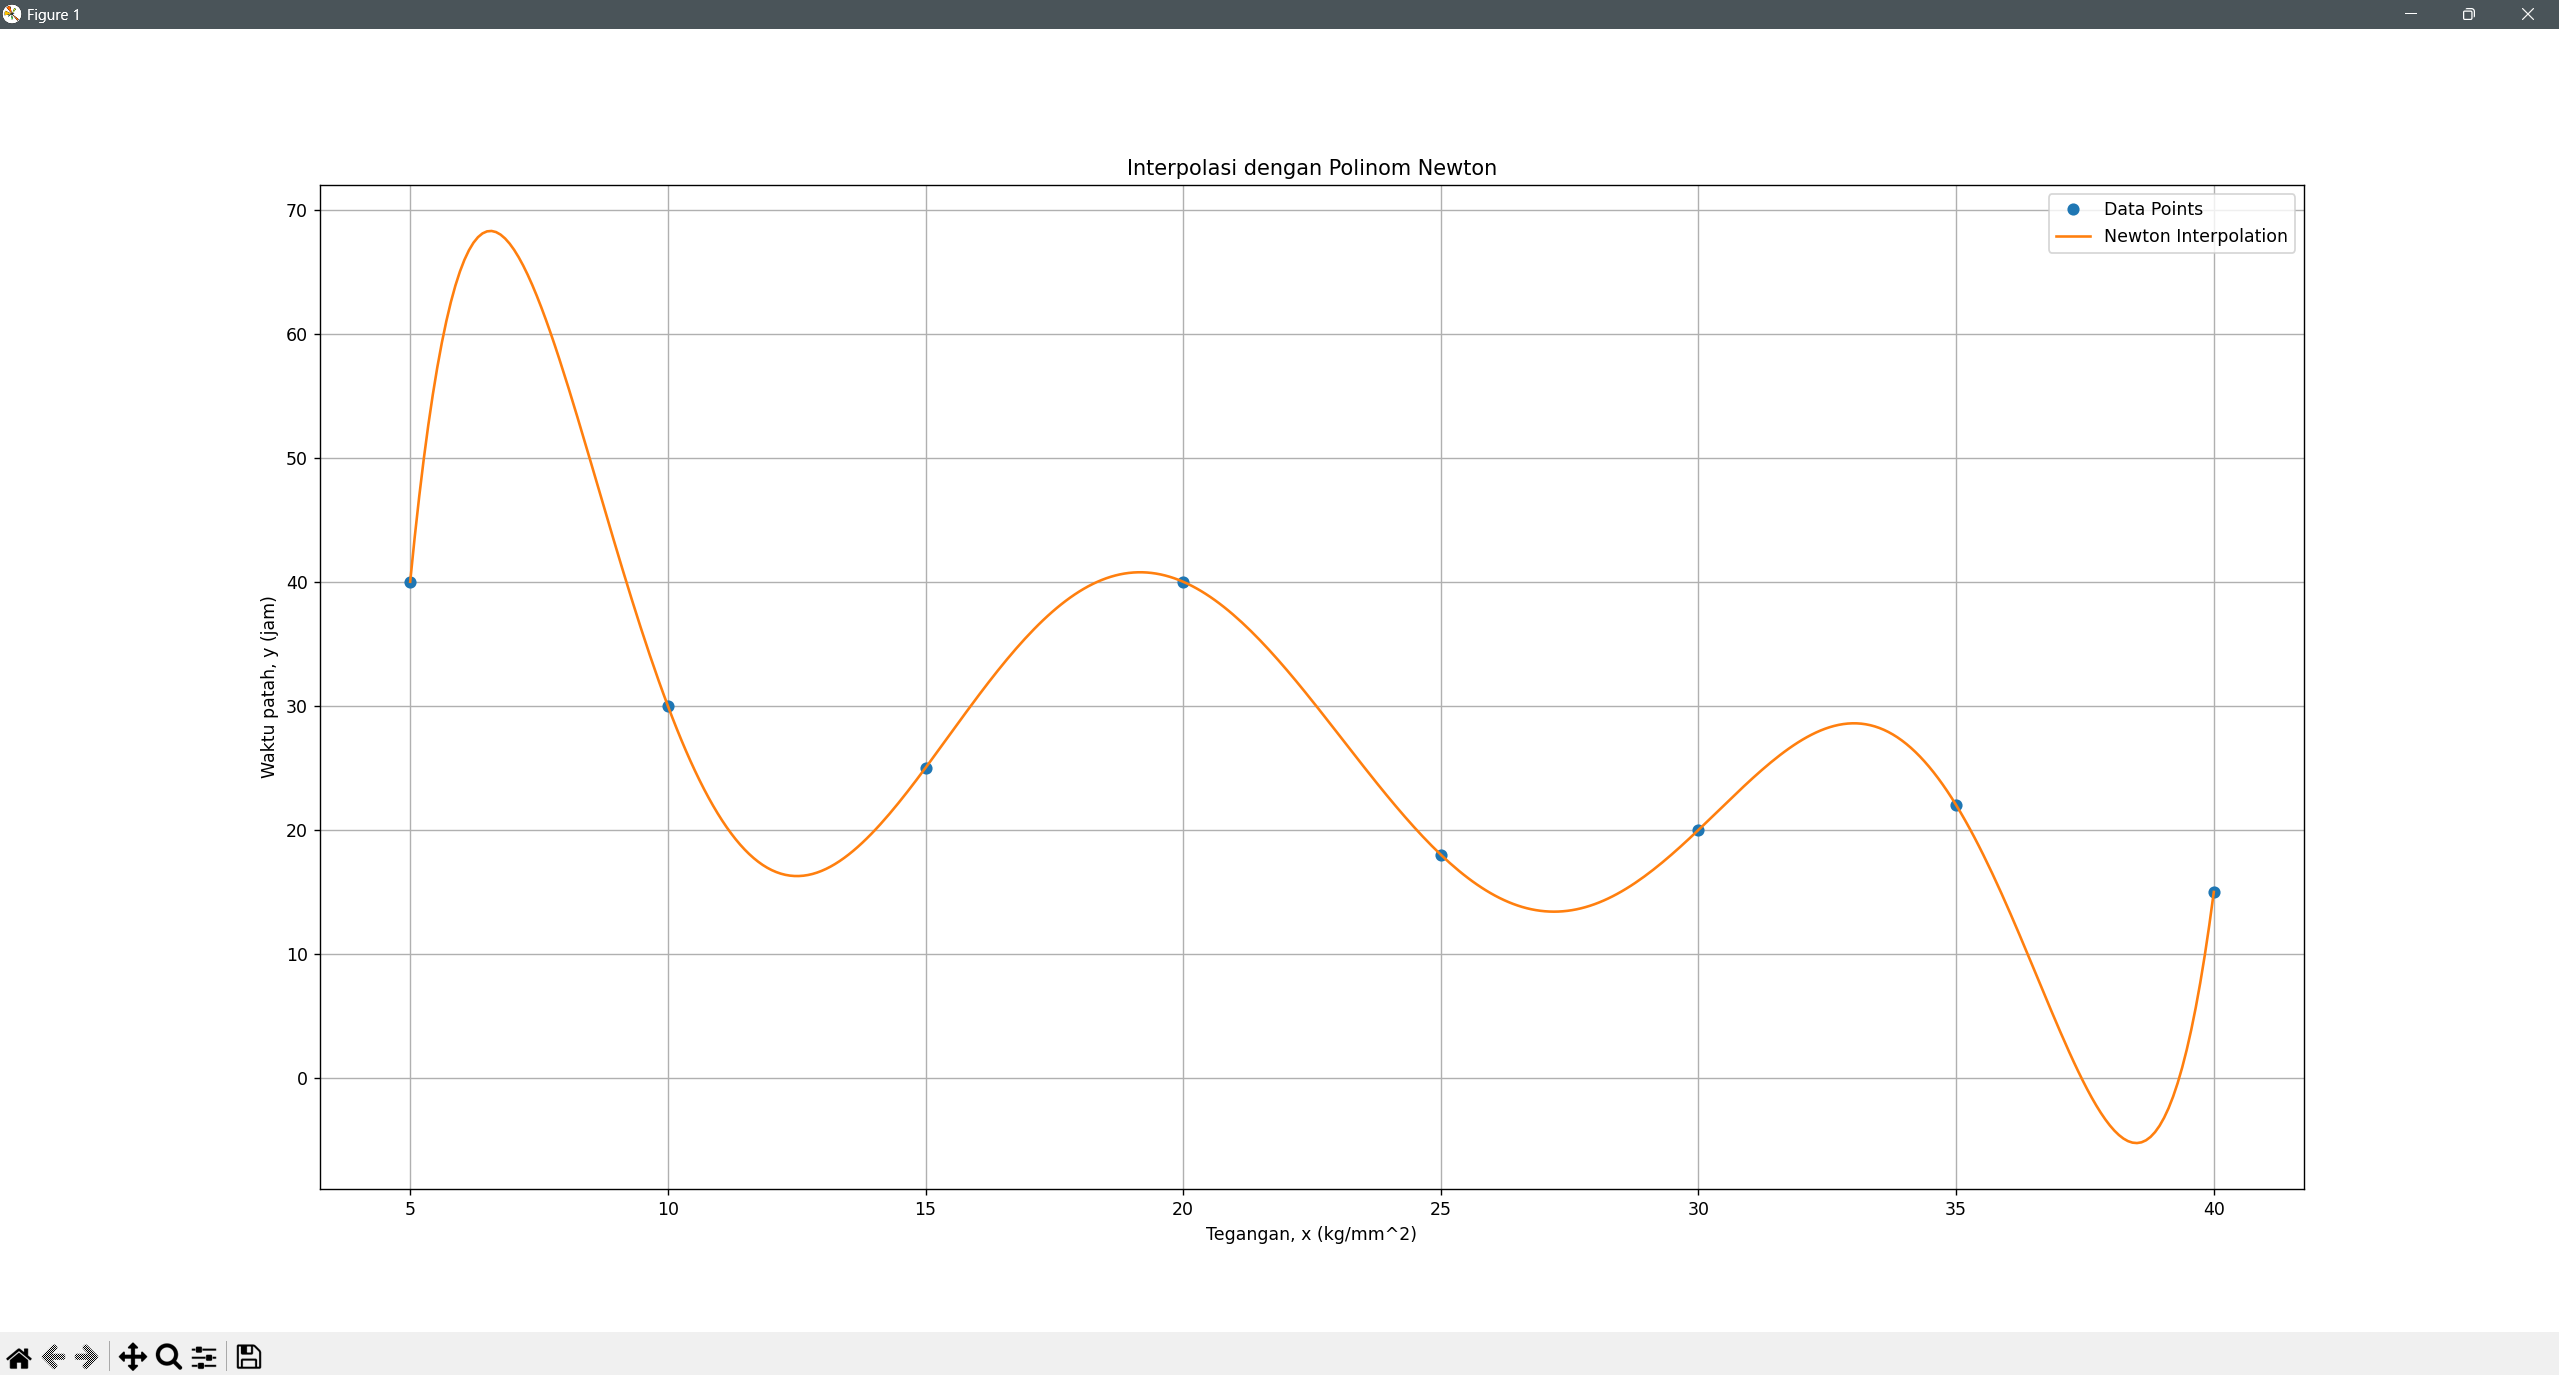 Figure 1
Interpolasi dengan Polinom Newton
Data Points
Newton Interpolation
70
60
50
40
30
20
10
0
Waktu patah, y (jam)
5 10 15 20 25 30 35 40
Tegangan, x (kg/mm^2)